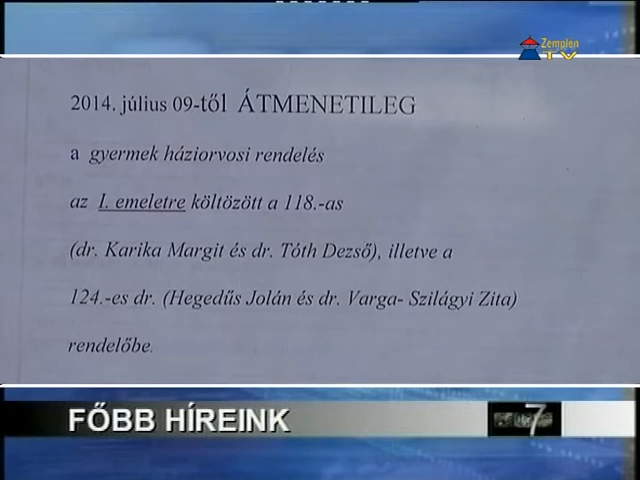 Zemplén
TV
2014. július 09-től ÁTMENETILEG
a gyermek háziorvosi rendelés
az I. emeletre költözött a 118.-as
(dr. Karika Margit és dr. Tóth Dezső), illetve a
124.-es dr. (Hegedűs Jolán és dr. Varga- Szilágyi Zita)
rendelőbe.
FŐBB HÍREINK
7